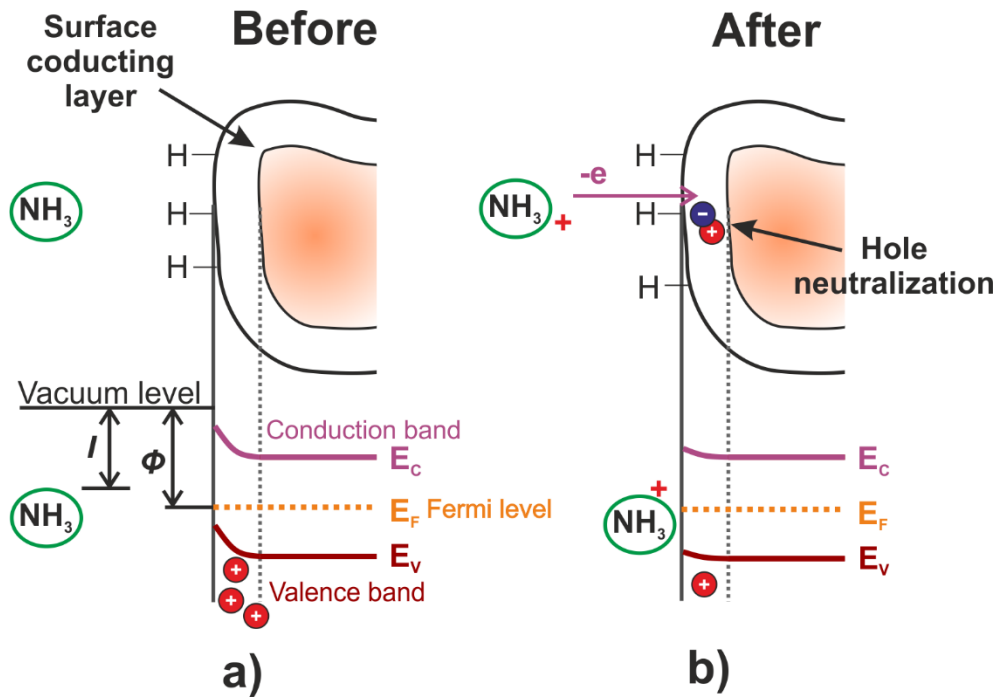 Before
After
Surface
coducting
layer
H
H
H
NH3
H
H
H
NH3
+
-e
−
+
Hole
neutralization
Vacuum level
I
Φ
Conduction band
EC
NH3
EF Fermi level
EV
+
+
+
Valence band
EC
+
NH3
EF
EV
+
a)
b)